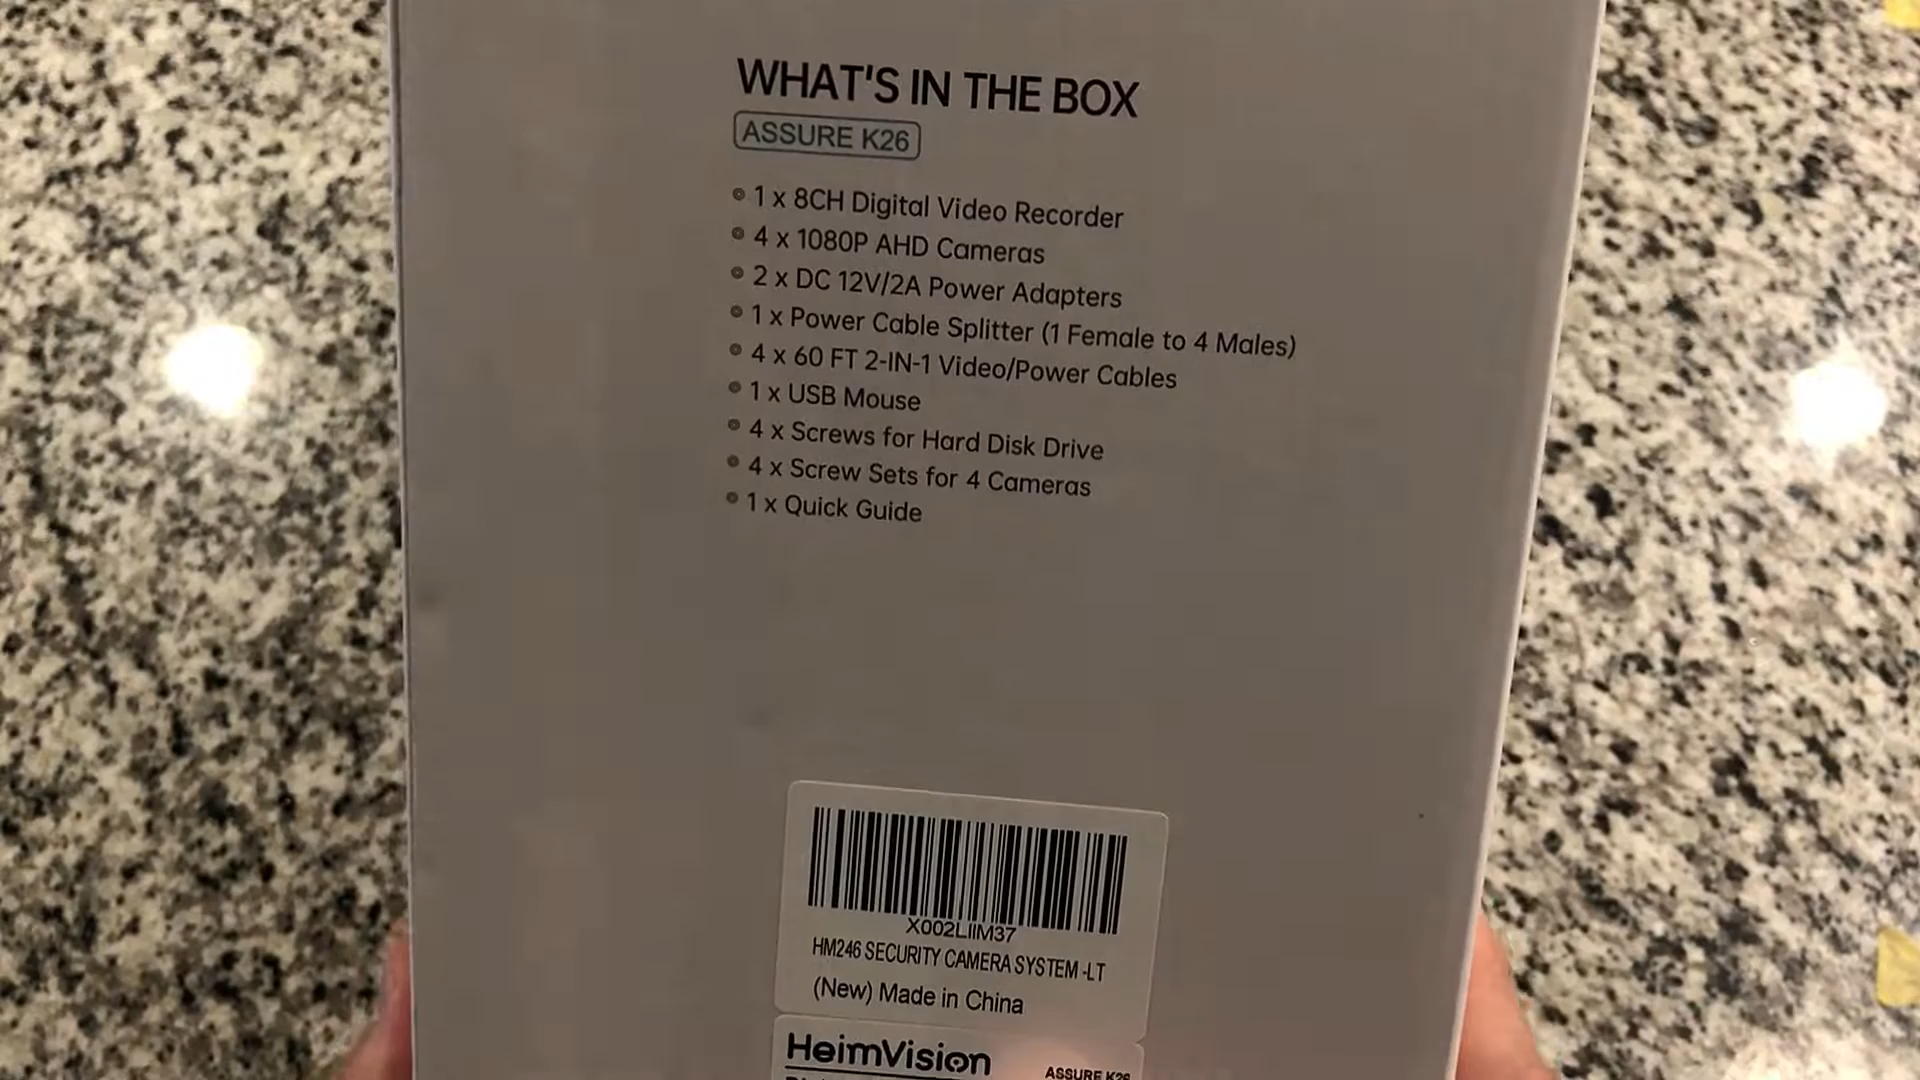 WHAT'S IN THE BOX
ASSURE K26
1 x 8CH Digital Video Recorder
4 x 1080P AHD Cameras
2 x DC 12V/2A Power Adapters
1 x Power Cable Splitter (1 Female to 4 Males)
4 x 60 FT 2-IN-1 Video/Power Cables
1 x USB Mouse
4 x Screws for Hard Disk Drive
4 x Screw Sets for 4 Cameras
1 x Quick Guide
X002LIIM37
HM246 SECURITY CAMERA SYSTEM -LT
(New) Made in China
HeimVision
ASSURE K26